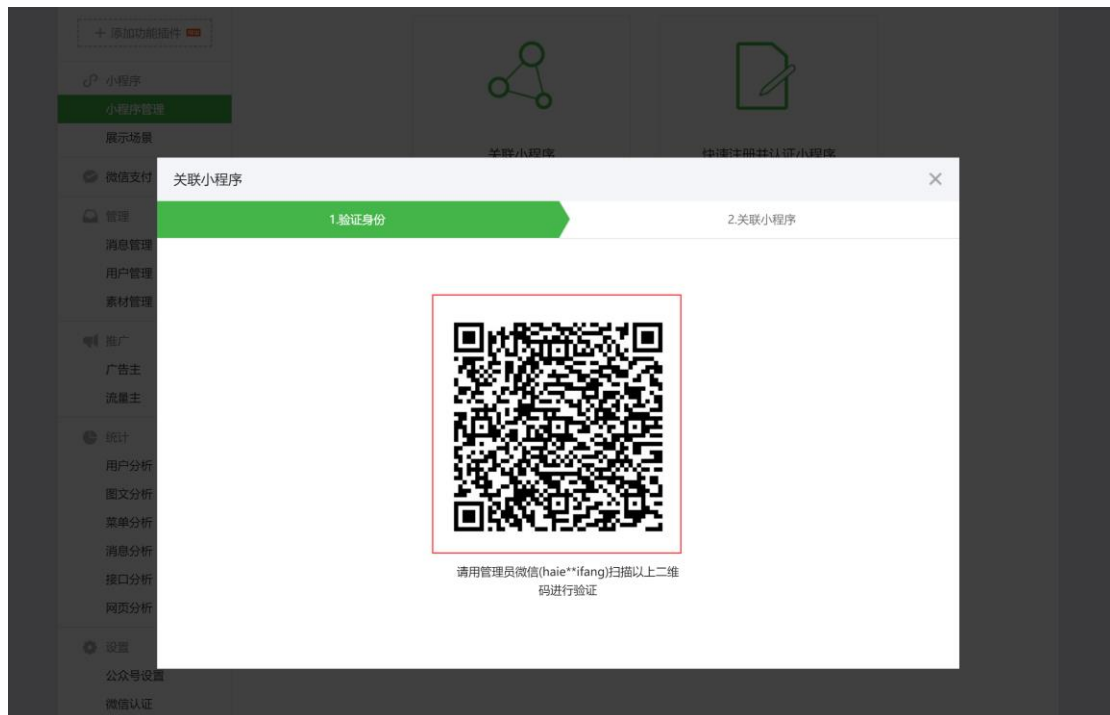 添加功能插件 NEW
小程序
小程序管理
展示场景
关联小程序
快速注册并认证小程序
微信支付
管理
消息管理
用户管理
素材管理
推广
广告主
流量主
统计
用户分析
图文分析
菜单分析
消息分析
接口分析
网页分析
设置
公众号设置
微信认证
关联小程序
1.验证身份
2.关联小程序
请用管理员微信(haie**ifang)扫描以上二维
码进行验证